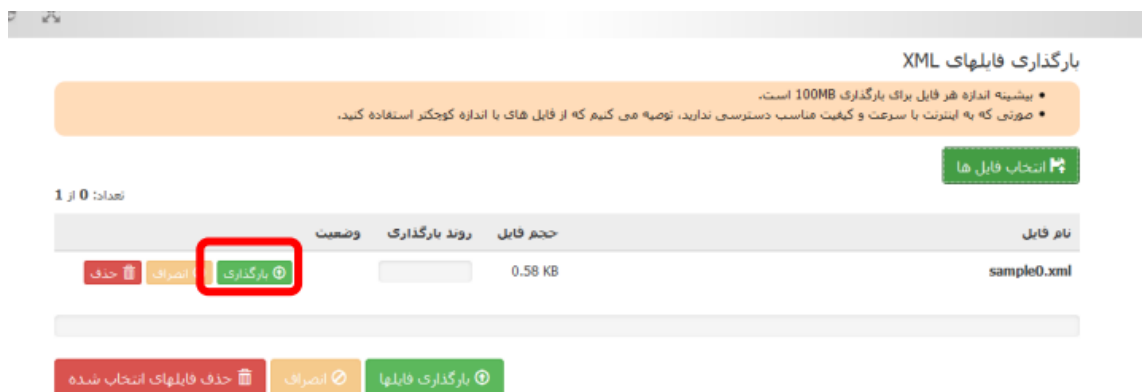 بارگذاری فایلهای XML
• بیشینه اندازه هر فایل برای بارگذاری 100MB است.
• صورتی که به اینترنت با سرعت و کیفیت مناسب دسترسی ندارید، توصیه می کنیم که از فایل های با اندازه کوچکتر استفاده کنید.
انتخاب فایل ها
تعداد: 0 از 1
نام فایل حجم فایل روند بارگذاری وضعیت
sample0.xml 0.58 KB بارگذاری انصراف حذف
بارگذاری فایلها انصراف حذف فایلهای انتخاب شده